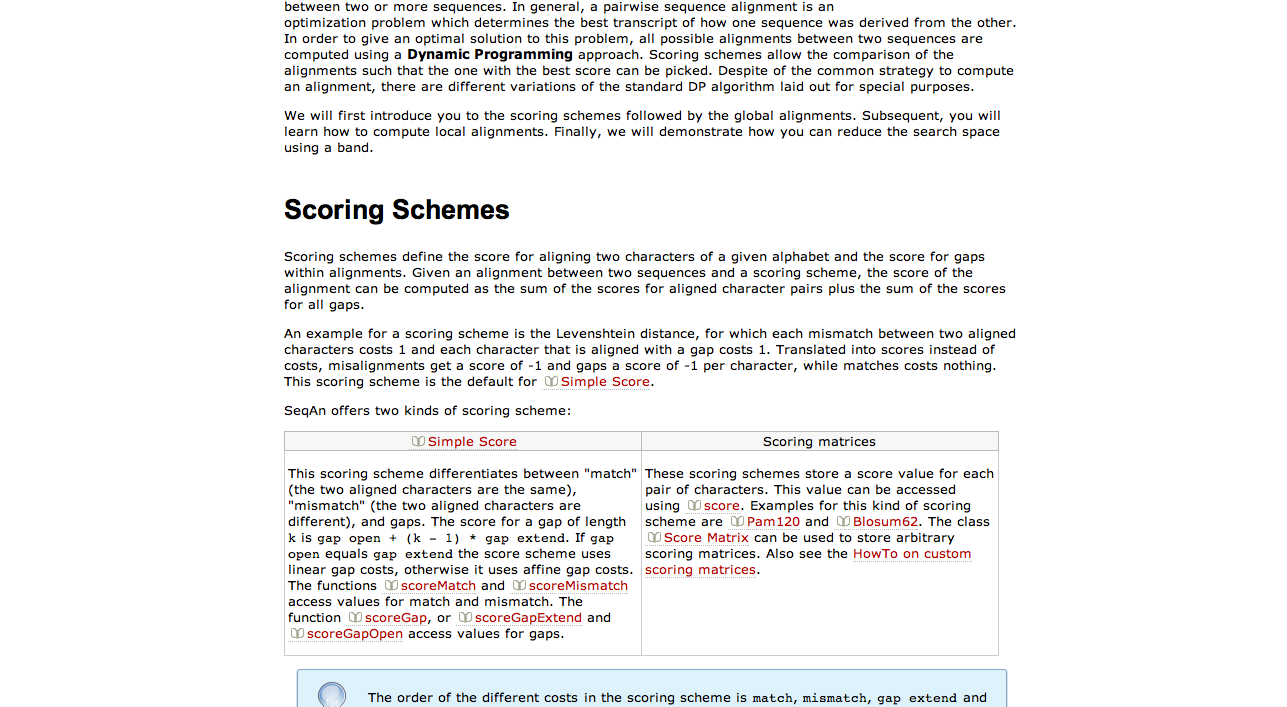 between two or more sequences. In general, a pairwise sequence alignment is an
optimization problem which determines the best transcript of how one sequence was derived from the other.
In order to give an optimal solution to this problem, all possible alignments between two sequences are
computed using a Dynamic Programming approach. Scoring schemes allow the comparison of the
alignments such that the one with the best score can be picked. Despite of the common strategy to compute
an alignment, there are different variations of the standard DP algorithm laid out for special purposes.
We will first introduce you to the scoring schemes followed by the global alignments. Subsequent, you will
learn how to compute local alignments. Finally, we will demonstrate how you can reduce the search space
using a band.
Scoring Schemes
Scoring schemes define the score for aligning two characters of a given alphabet and the score for gaps
within alignments. Given an alignment between two sequences and a scoring scheme, the score of the
alignment can be computed as the sum of the scores for aligned character pairs plus the sum of the scores
for all gaps.
An example for a scoring scheme is the Levenshtein distance, for which each mismatch between two aligned
characters costs 1 and each character that is aligned with a gap costs 1. Translated into scores instead of
costs, misalignments get a score of -1 and gaps a score of -1 per character, while matches costs nothing.
This scoring scheme is the default for Simple Score.
SeqAn offers two kinds of scoring scheme:
Simple Score
This scoring scheme differentiates between "match"
(the two aligned characters are the same),
"mismatch" (the two aligned characters are
different), and gaps. The score for a gap of length
k is gap open + (k - 1) * gap extend. If gap
open equals gap extend the score scheme uses
linear gap costs, otherwise it uses affine gap costs.
The functions scoreMatch and scoreMismatch
access values for match and mismatch. The
function scoreGap, or scoreGapExtend and
scoreGapOpen access values for gaps.
Scoring matrices
These scoring schemes store a score value for each
pair of characters. This value can be accessed
using score. Examples for this kind of scoring
scheme are Pam120 and Blosum62. The class
Score Matrix can be used to store arbitrary
scoring matrices. Also see the HowTo on custom
scoring matrices.
The order of the different costs in the scoring scheme is match, mismatch, gap extend and